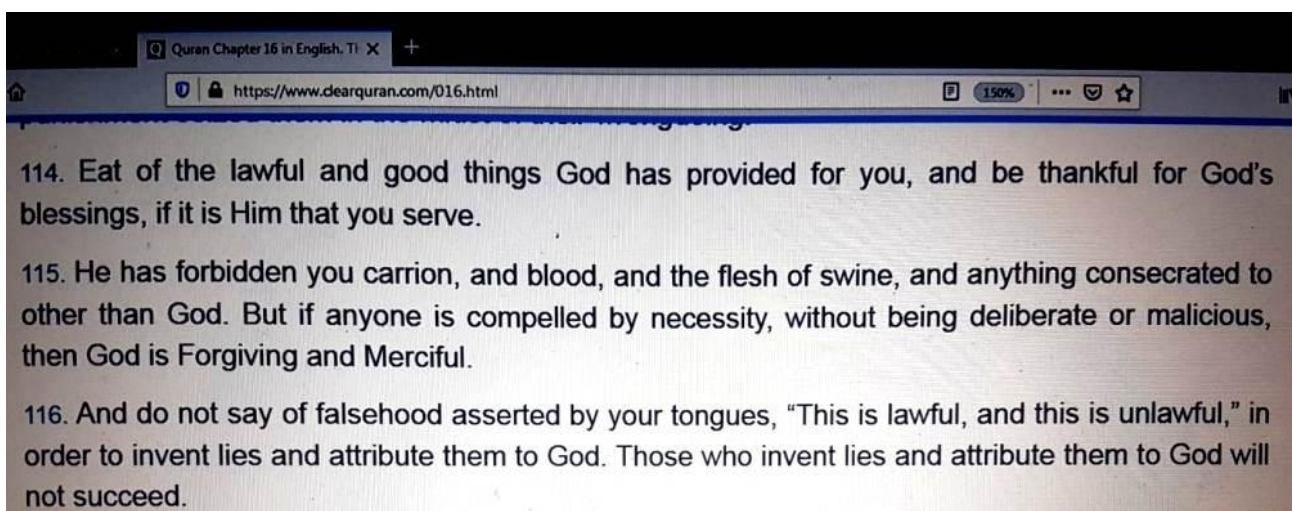 Quran Chapter 16 in English. Th
https://www.clearquran.com/016.html
150%
114. Eat of the lawful and good things God has provided for you, and be thankful for God's
blessings, if it is Him that you serve.
115. He has forbidden you carrion, and blood, and the flesh of swine, and anything consecrated to
other than God. But if anyone is compelled by necessity, without being deliberate or malicious,
then God is Forgiving and Merciful.
116. And do not say of falsehood asserted by your tongues, “This is lawful, and this is unlawful,” in
order to invent lies and attribute them to God. Those who invent lies and attribute them to God will
not succeed.